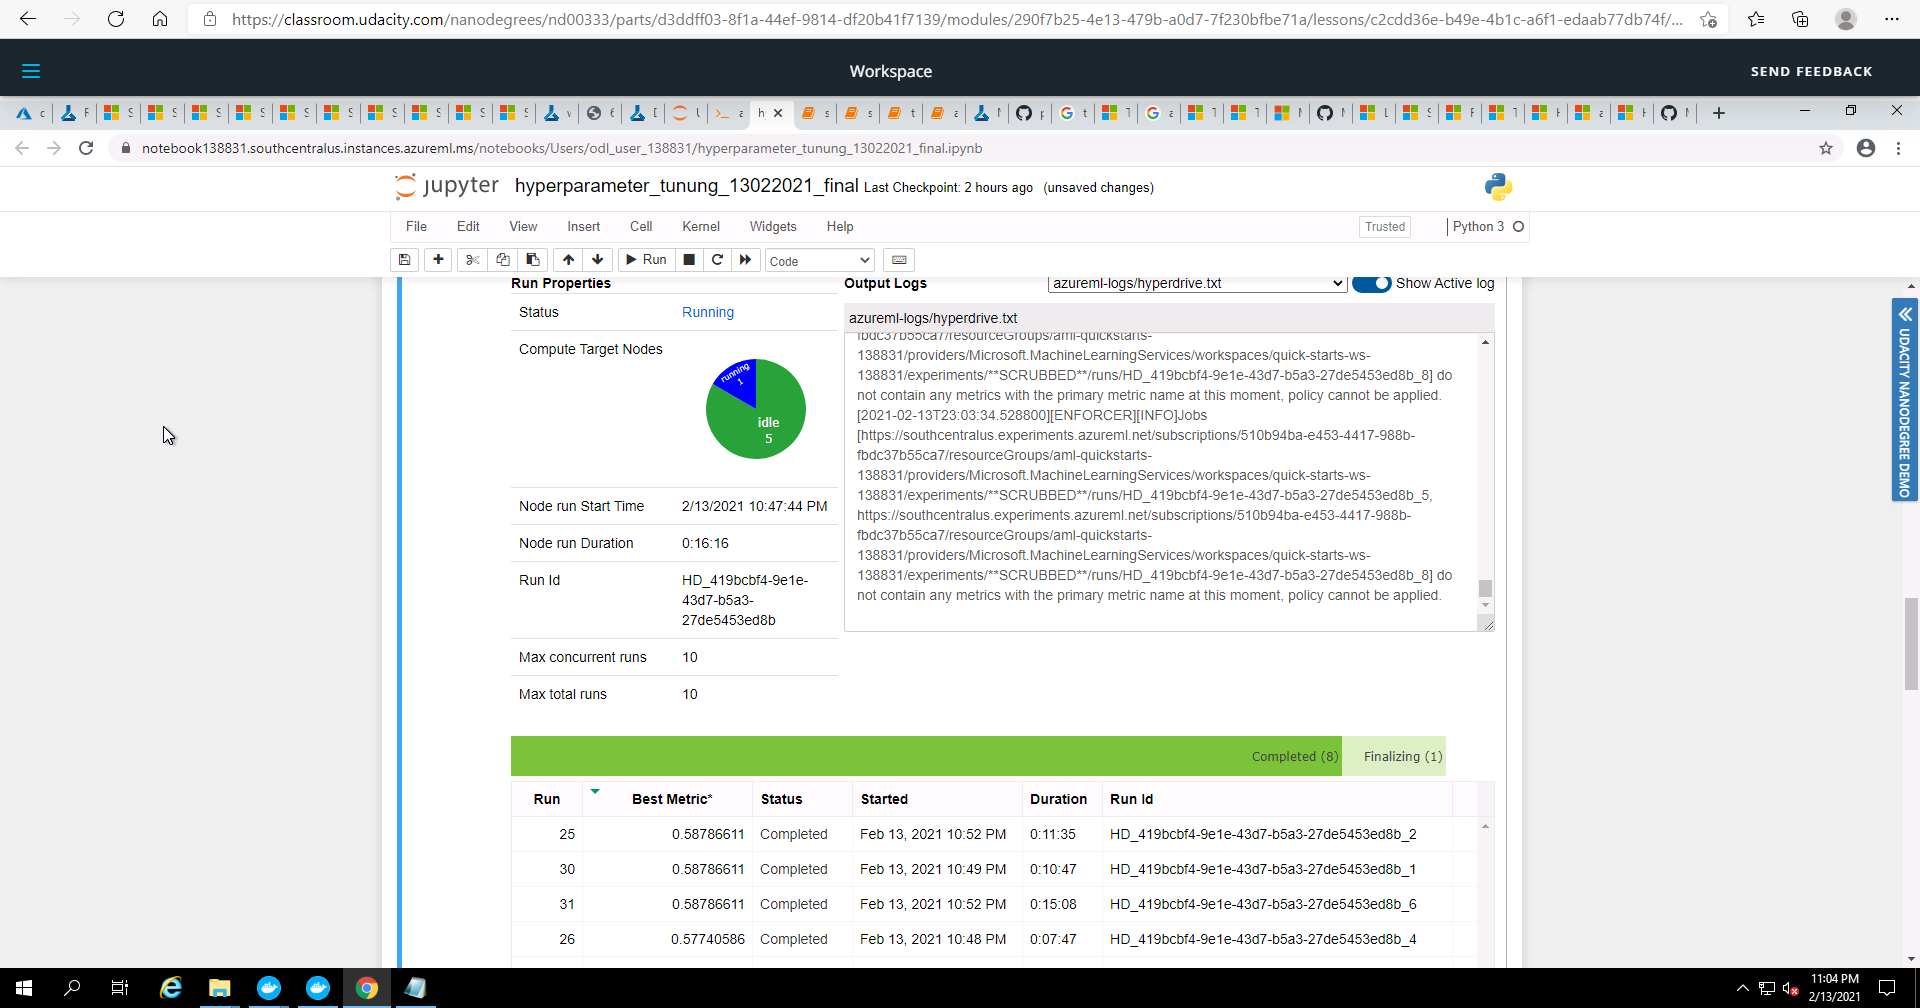 https://classroom.udacity.com/nanodegrees/nd00333/parts/d3ddff03-8f1a-44ef-9814-df20b41f7139/modules/290f7b25-4e13-479b-a0d7-7f230bfbe71a/lessons/c2cdd36e-b49e-4b1c-a6f1-edaab77db74f/...
Workspace
SEND FEEDBACK
notebook138831.southcentralus.instances.azureml.ms/notebooks/Users/odl_user_138831/hyperparameter_tunung_13022021_final.ipynb
jupyter hyperparameter_tunung_13022021_final Last Checkpoint: 2 hours ago (unsaved changes)
File Edit View Insert Cell Kernel Widgets Help Trusted Python 3
Run Code
Run Properties
Status Running
Compute Target Nodes
running
1
idle
5
Node run Start Time 2/13/2021 10:47:44 PM
Node run Duration 0:16:16
Run Id HD_419bcbf4-9e1e-
43d7-b5a3-
27de5453ed8b
Max concurrent runs 10
Max total runs 10
Output Logs azureml-logs/hyperdrive.txt Show Active log
azureml-logs/hyperdrive.txt
fbdc37b55ca7/resourceGroups/aml-quickstarts-
138831/providers/Microsoft.MachineLearningServices/workspaces/quick-starts-ws-
138831/experiments/**SCRUBBED**/runs/HD_419bcbf4-9e1e-43d7-b5a3-27de5453ed8b_8] do
not contain any metrics with the primary metric name at this moment, policy cannot be applied.
[2021-02-13T23:03:34.528800][ENFORCER][INFO]Jobs
[https://southcentralus.experiments.azureml.net/subscriptions/510b94ba-e453-4417-988b-
fbdc37b55ca7/resourceGroups/aml-quickstarts-
138831/providers/Microsoft.MachineLearningServices/workspaces/quick-starts-ws-
138831/experiments/**SCRUBBED**/runs/HD_419bcbf4-9e1e-43d7-b5a3-27de5453ed8b_5,
https://southcentralus.experiments.azureml.net/subscriptions/510b94ba-e453-4417-988b-
fbdc37b55ca7/resourceGroups/aml-quickstarts-
138831/providers/Microsoft.MachineLearningServices/workspaces/quick-starts-ws-
138831/experiments/**SCRUBBED**/runs/HD_419bcbf4-9e1e-43d7-b5a3-27de5453ed8b_8] do
not contain any metrics with the primary metric name at this moment, policy cannot be applied.
UDACITY NANODEGREE DEMO
Completed (8) Finalizing (1)
Run Best Metric* Status Started Duration Run Id
25 0.58786611 Completed Feb 13, 2021 10:52 PM 0:11:35 HD_419bcbf4-9e1e-43d7-b5a3-27de5453ed8b_2
30 0.58786611 Completed Feb 13, 2021 10:49 PM 0:10:47 HD_419bcbf4-9e1e-43d7-b5a3-27de5453ed8b_1
31 0.58786611 Completed Feb 13, 2021 10:52 PM 0:15:08 HD_419bcbf4-9e1e-43d7-b5a3-27de5453ed8b_6
26 0.57740586 Completed Feb 13, 2021 10:48 PM 0:07:47 HD_419bcbf4-9e1e-43d7-b5a3-27de5453ed8b_4
11:04 PM
2/13/2021